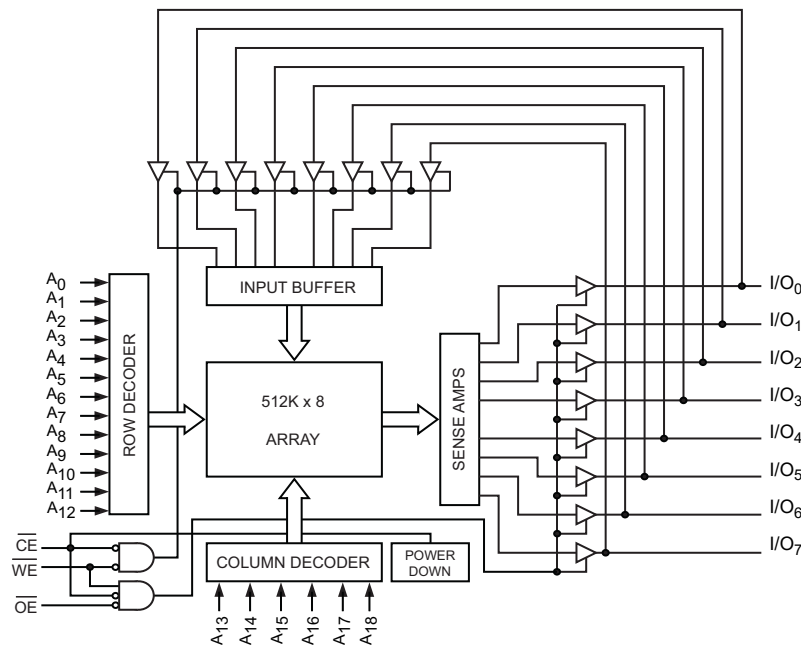 INPUT BUFFER
A0
A1
A2
A3
A4
A5
A6
A7
A8
A9
A10
A11
A12
ROW DECODER
512K x 8
ARRAY
SENSE AMPS
I/O0
I/O1
I/O2
I/O3
I/O4
I/O5
I/O6
I/O7
CE
WE
OE
COLUMN DECODER
POWER
DOWN
A13
A14
A15
A16
A17
A18